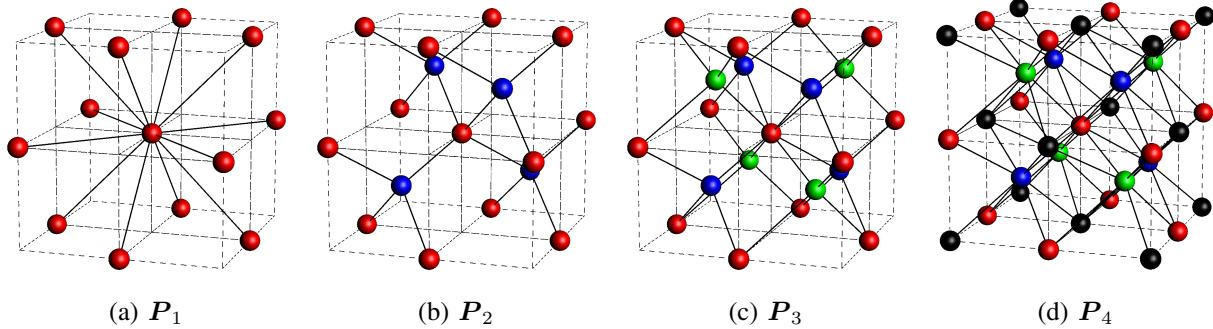 (a) P₁ (b) P₂ (c) P₃ (d) P₄